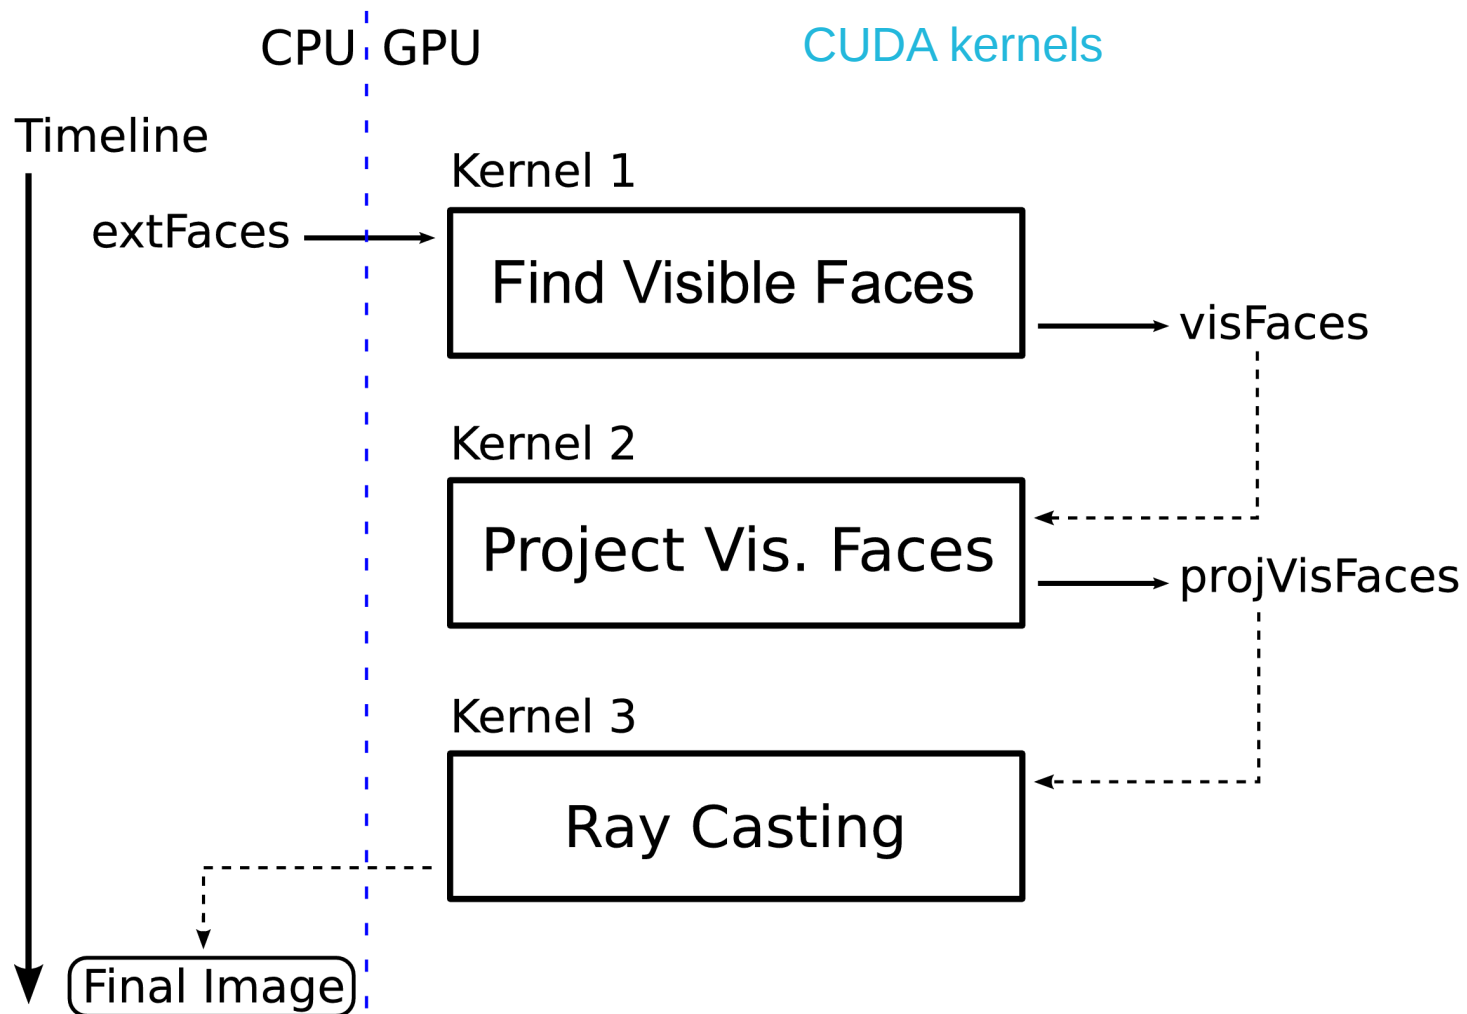 CPU GPU
CUDA kernels
Timeline
Kernel 1
extFaces
Find Visible Faces
visFaces
Kernel 2
Project Vis. Faces
projVisFaces
Kernel 3
Ray Casting
Final Image